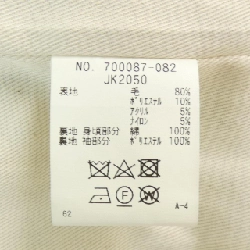 NO. 700087-082
JK2050
表地 毛 80%
ポリエステル 10%
アクリル 5%
ナイロン 5%
裏地 身頃部分 綿 100%
裏地 袖部分 ポリエステル 100%
62 A-4